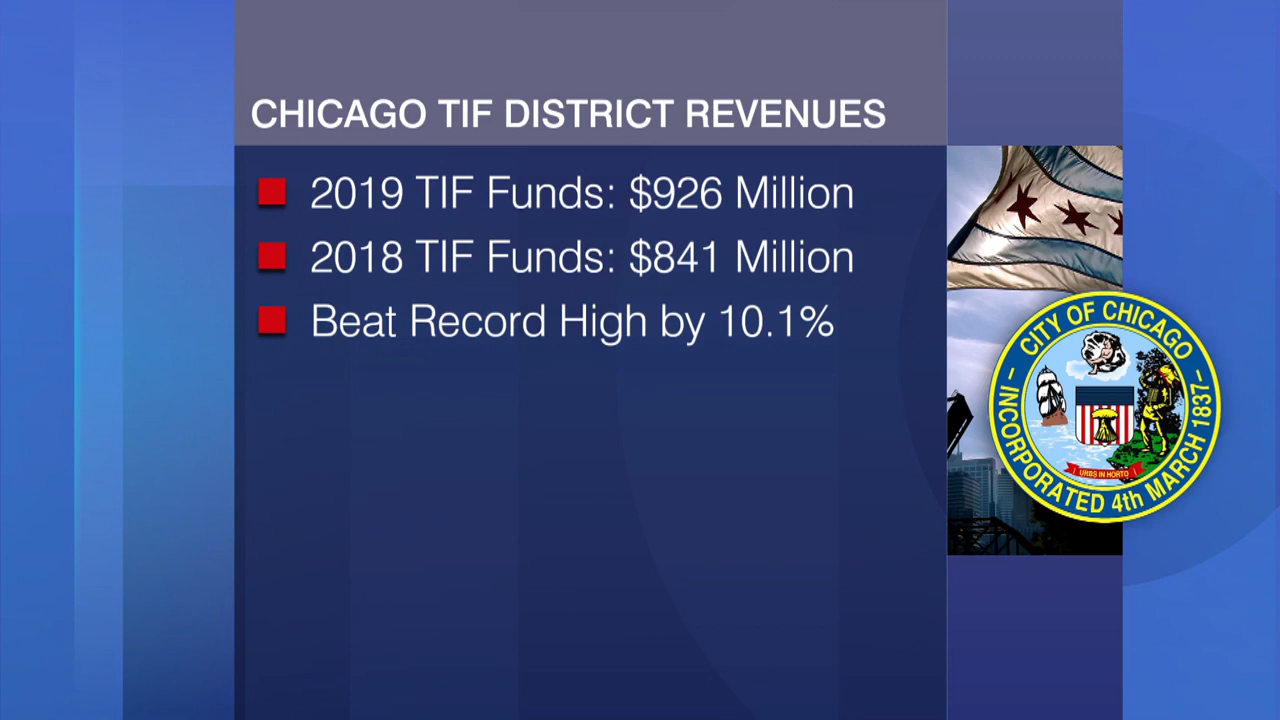 CHICAGO TIF DISTRICT REVENUES
2019 TIF Funds: $926 Million
2018 TIF Funds: $841 Million
Beat Record High by 10.1%
CITY OF CHICAGO
INCORPORATED 4th MARCH 1837
URBS IN HORTO